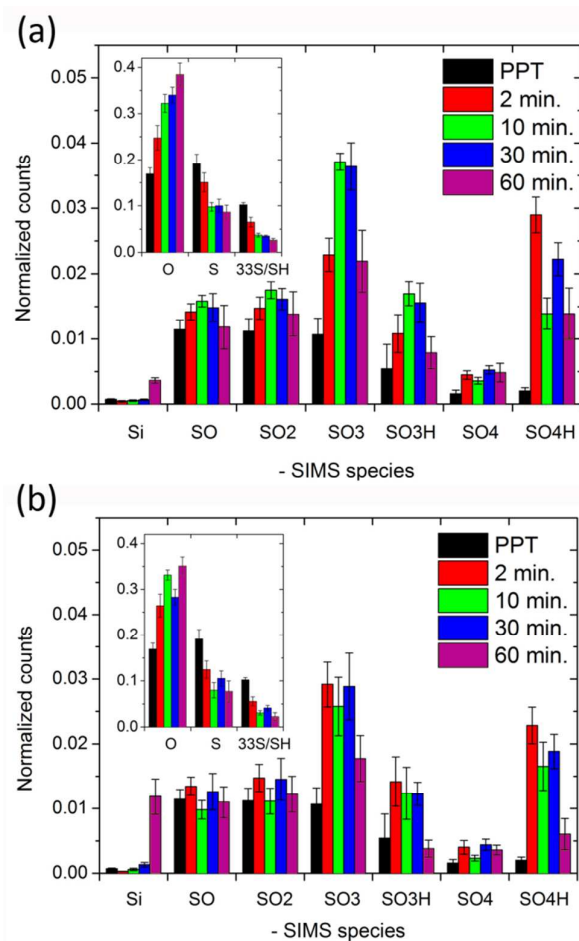 (a)
0.05
0.04
0.03
0.02
0.01
0.00
Normalized counts
0.4
0.3
0.2
0.1
0.0
O S 33S/SH
PPT
2 min.
10 min.
30 min.
60 min.
Si SO SO2 SO3 SO3H SO4 SO4H
- SIMS species
(b)
0.05
0.04
0.03
0.02
0.01
0.00
Normalized counts
0.4
0.3
0.2
0.1
0.0
O S 33S/SH
PPT
2 min.
10 min.
30 min.
60 min.
Si SO SO2 SO3 SO3H SO4 SO4H
- SIMS species